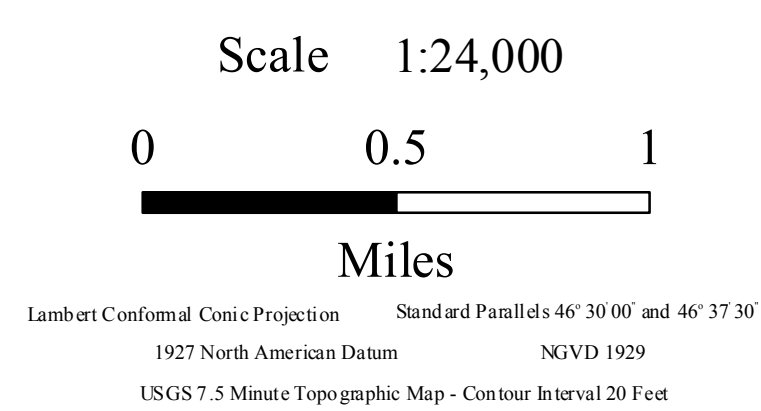 Scale 1:24,000
0 0.5 1
Miles
Lambert Conformal Conic Projection Standard Parallels 46° 30' 00" and 46° 37' 30"
1927 North American Datum NGVD 1929
USGS 7.5 Minute Topographic Map - Contour Interval 20 Feet